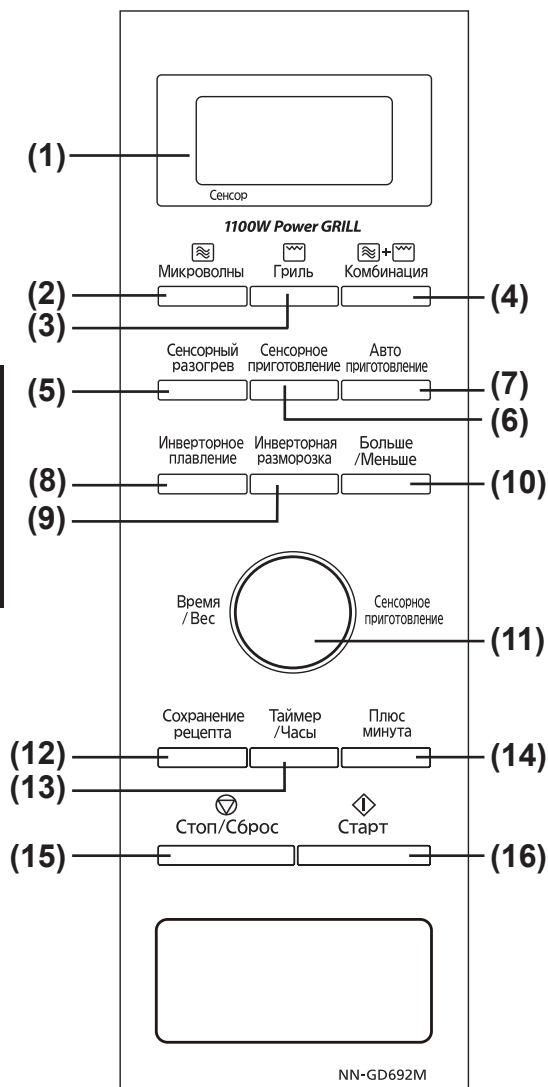 (1)
Сенсор
1100W Power GRILL
+
Микроволны Гриль Комбинация
(2) (3) (4)
Сенсорный разогрев
Сенсорное приготовление
Авто приготовление
(5) (6) (7)
Инверторное плавление
Инверторная разморозка
Больше /Меньше
(8) (9) (10)
Время / Вес
Сенсорное приготовление
(11)
Сохранение рецепта
Таймер /Часы
Плюс минута
(12) (13) (14)
Стоп/Сброс Старт
(15) (16)
NN-GD692M